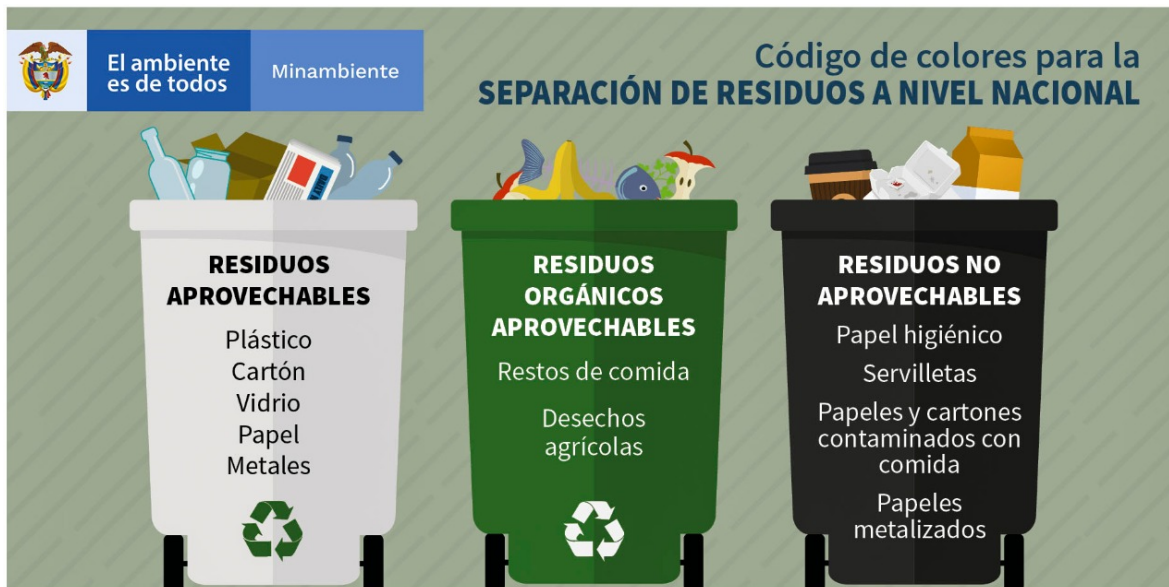 El ambiente
es de todos
Minambiente
Código de colores para la
SEPARACIÓN DE RESIDUOS A NIVEL NACIONAL
RESIDUOS
APROVECHABLES
Plástico
Cartón
Vidrio
Papel
Metales
RESIDUOS
ORGÁNICOS
APROVECHABLES
Restos de comida
Desechos
agrícolas
RESIDUOS NO
APROVECHABLES
Papel higiénico
Servilletas
Papeles y cartones
contaminados con
comida
Papeles
metalizados